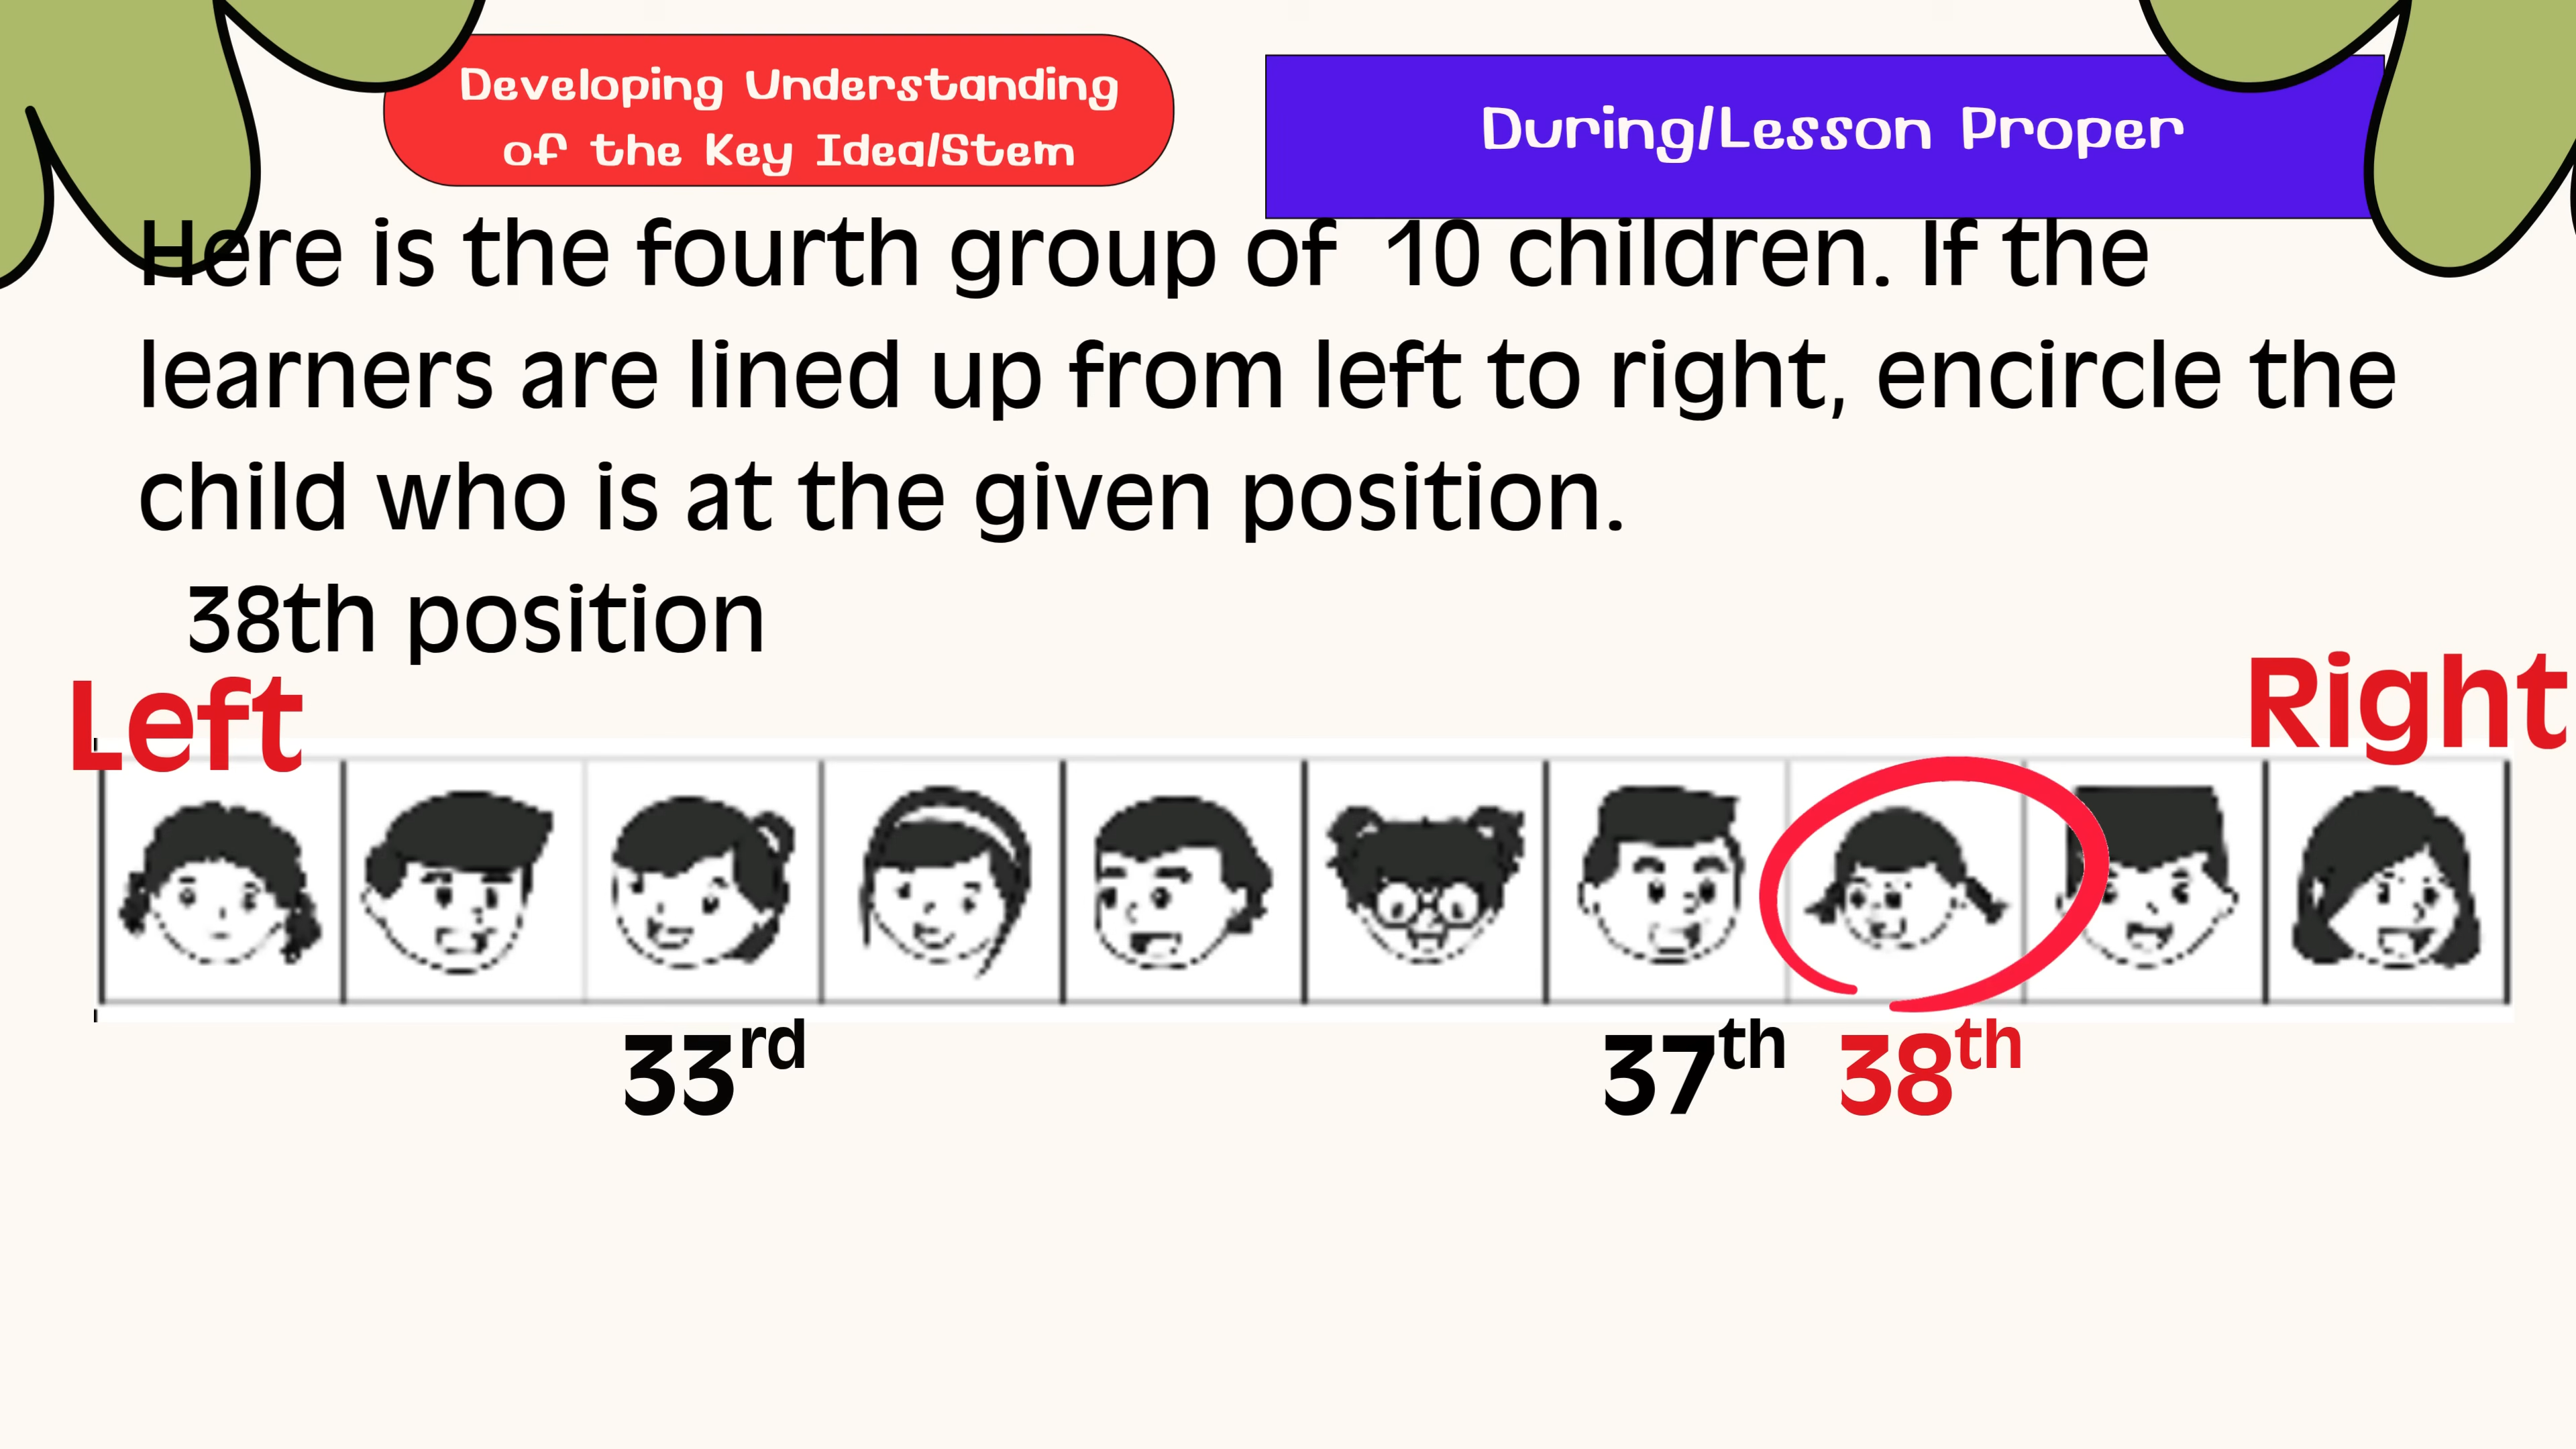 Developing Understanding
of the Key Idea/Stem
During/Lesson Proper
Here is the fourth group of 10 children. If the
learners are lined up from left to right, encircle the
child who is at the given position.
38th position
Left
Right
33rd
37th
38th